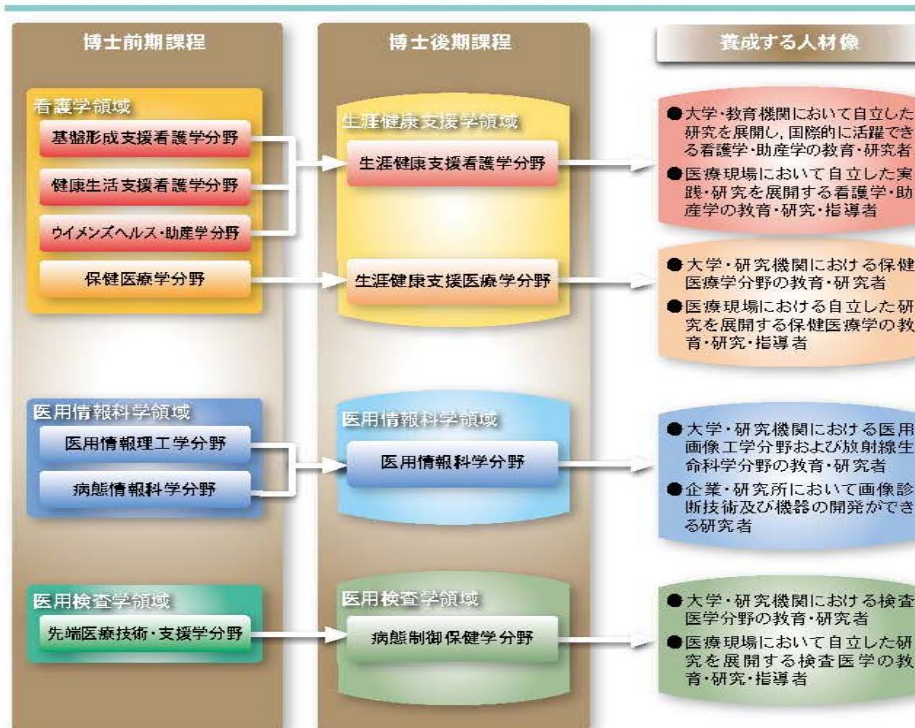 博士前期課程
博士後期課程
養成する人材像
看護学領域
基盤形成支援看護学分野
健康生活支援看護学分野
ウイメンズヘルス・助産学分野
保健医療学分野
生涯健康支援学領域
生涯健康支援看護学分野
生涯健康支援医療学分野
●大学・教育機関において自立した
研究を展開し,国際的に活躍でき
る看護学・助産学の教育・研究者
●医療現場において自立した実
践・研究を展開する看護学・助
産学の教育・研究・指導者
●大学・研究機関における保健
医療学分野の教育・研究者
●医療現場における自立した研
究を展開する保健医療学の教
育・研究・指導者
医用情報科学領域
医用情報理工学分野
病態情報科学分野
医用情報科学領域
医用情報科学分野
●大学・研究機関における医用
画像工学分野および放射線生
命科学分野の教育・研究者
●企業・研究所において画像診
断技術及び機器の開発ができ
る研究者
医用検査学領域
先端医療技術・支援学分野
医用検査学領域
病態制御保健学分野
●大学・研究機関における検査
医学分野の教育・研究者
●医療現場において自立した研
究を展開する検査医学の教
育・研究・指導者